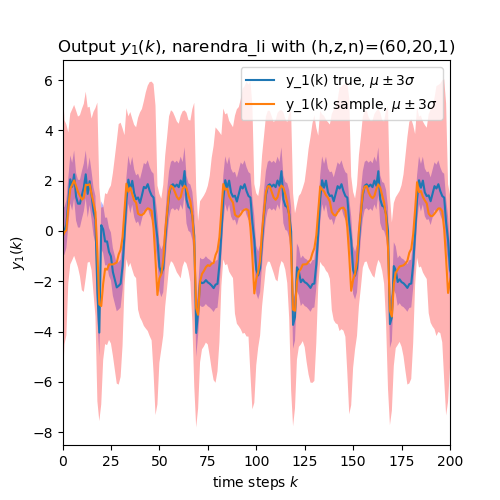 Output y₁(k), narendra_li with (h,z,n)=(60,20,1)
y_1(k) true, μ ± 3σ
y_1(k) sample, μ ± 3σ
y₁(k)
6
4
2
0
−2
−4
−6
−8
0 25 50 75 100 125 150 175 200
time steps k